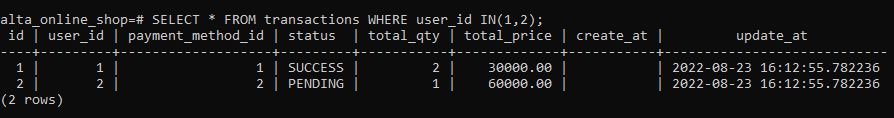 alta_online_shop=# SELECT * FROM transactions WHERE user_id IN(1,2);
 id | user_id | payment_method_id | status  | total_qty | total_price | create_at |         update_at
----+---------+-------------------+---------+-----------+-------------+-----------+----------------------------
  1 |       1 |                 1 | SUCCESS |         2 |    30000.00 |           | 2022-08-23 16:12:55.782236
  2 |       2 |                 2 | PENDING |         1 |    60000.00 |           | 2022-08-23 16:12:55.782236
(2 rows)